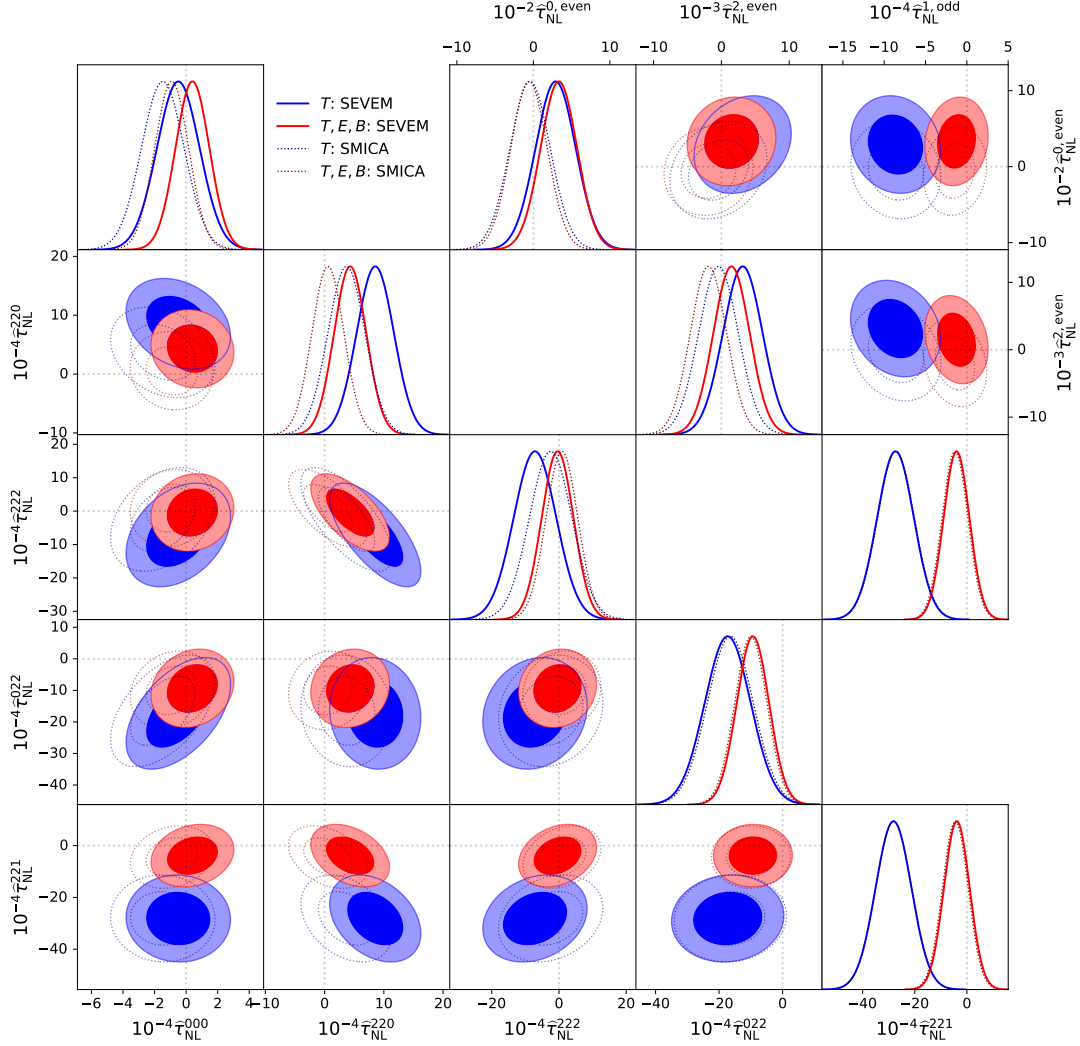 10⁻² τ̂_NL^{0, even} 10⁻³ τ̂_NL^{2, even} 10⁻⁴ τ̂_NL^{1, odd}
−10 0 10 −10 0 10 −15 −10 −5 0 5
T: SEVEM
T, E, B: SEVEM
T: SMICA
T, E, B: SMICA
10 0 −10
10⁻² τ̂_NL^{0, even}
20 10 0 −10
10⁻⁴ τ̂_NL^{220}
10 0 −10
10⁻³ τ̂_NL^{2, even}
20 10 0 −10 −20 −30
10⁻⁴ τ̂_NL^{222}
10 0 −10 −20 −30 −40
10⁻⁴ τ̂_NL^{022}
0 −20 −40
10⁻⁴ τ̂_NL^{221}
−6 −4 −2 0 2 4 −10 0 10 20 −20 0 20 −40 −20 0 −40 −20 0
10⁻⁴ τ̂_NL^{000} 10⁻⁴ τ̂_NL^{220} 10⁻⁴ τ̂_NL^{222} 10⁻⁴ τ̂_NL^{022} 10⁻⁴ τ̂_NL^{221}